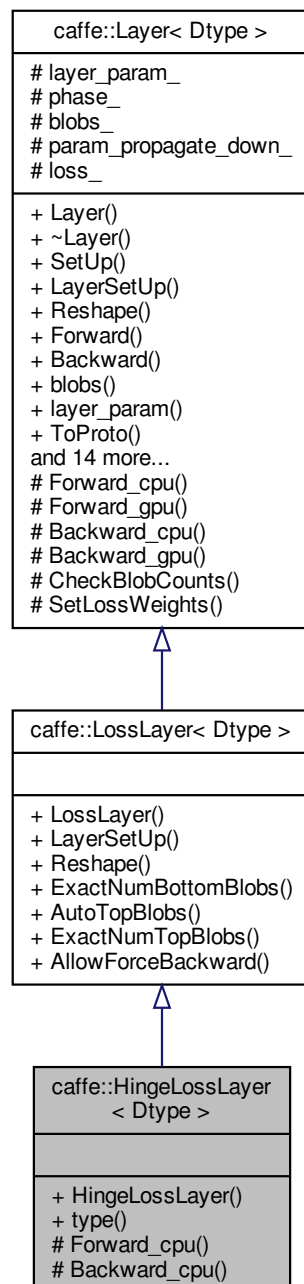 caffe::Layer< Dtype >
# layer_param_
# phase_
# blobs_
# param_propagate_down_
# loss_
+ Layer()
+ ~Layer()
+ SetUp()
+ LayerSetUp()
+ Reshape()
+ Forward()
+ Backward()
+ blobs()
+ layer_param()
+ ToProto()
and 14 more...
# Forward_cpu()
# Forward_gpu()
# Backward_cpu()
# Backward_gpu()
# CheckBlobCounts()
# SetLossWeights()
caffe::LossLayer< Dtype >
+ LossLayer()
+ LayerSetUp()
+ Reshape()
+ ExactNumBottomBlobs()
+ AutoTopBlobs()
+ ExactNumTopBlobs()
+ AllowForceBackward()
caffe::HingeLossLayer
< Dtype >
+ HingeLossLayer()
+ type()
# Forward_cpu()
# Backward_cpu()